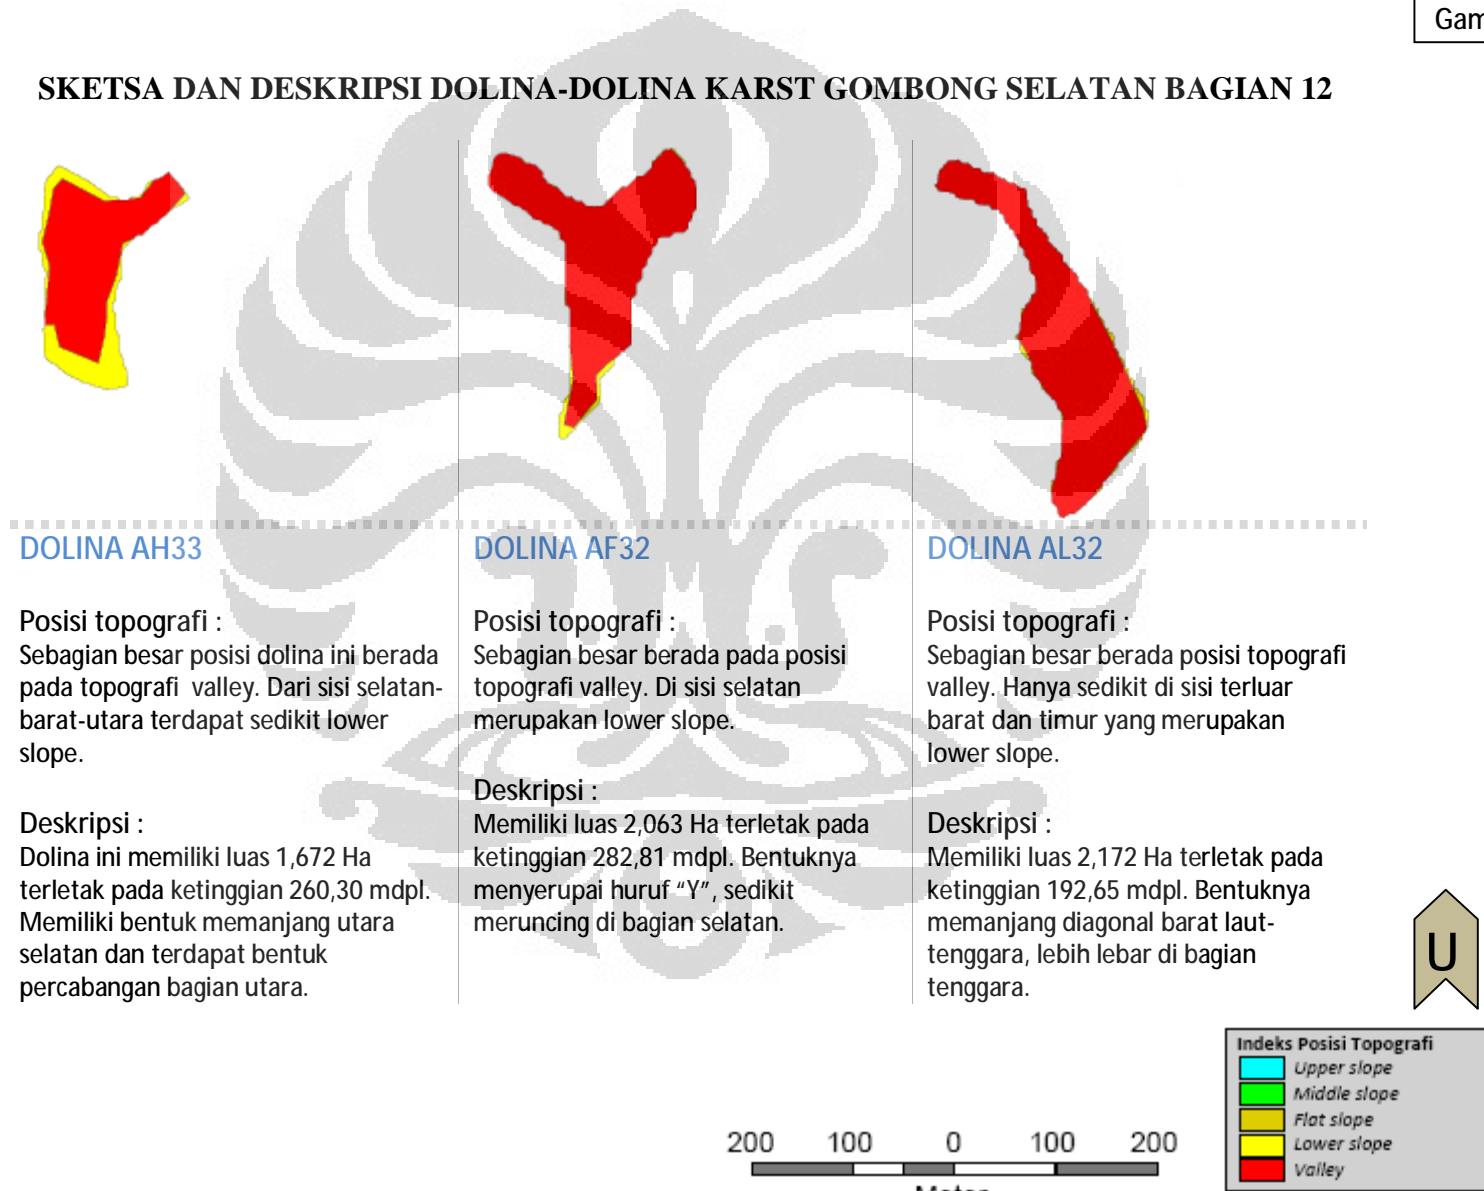 Gam
SKETSA DAN DESKRIPSI DOLINA-DOLINA KARST GOMBONG SELATAN BAGIAN 12
DOLINA AH33
Posisi topografi :
Sebagian besar posisi dolina ini berada
pada topografi valley. Dari sisi selatan-
barat-utara terdapat sedikit lower
slope.
Deskripsi :
Dolina ini memiliki luas 1,672 Ha
terletak pada ketinggian 260,30 mdpl.
Memiliki bentuk memanjang utara
selatan dan terdapat bentuk
percabangan bagian utara.
DOLINA AF32
Posisi topografi :
Sebagian besar berada pada posisi
topografi valley. Di sisi selatan
merupakan lower slope.
Deskripsi :
Memiliki luas 2,063 Ha terletak pada
ketinggian 282,81 mdpl. Bentuknya
menyerupai huruf “Y”, sedikit
meruncing di bagian selatan.
DOLINA AL32
Posisi topografi :
Sebagian besar berada posisi topografi
valley. Hanya sedikit di sisi terluar
barat dan timur yang merupakan
lower slope.
Deskripsi :
Memiliki luas 2,172 Ha terletak pada
ketinggian 192,65 mdpl. Bentuknya
memanjang diagonal barat laut-
tenggara, lebih lebar di bagian
tenggara.
U
Indeks Posisi Topografi
Upper slope
Middle slope
Flat slope
Lower slope
Valley
200 100 0 100 200